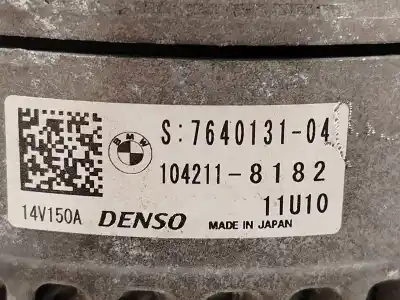 S:7640131-04
BMW
104211-8182
11U10
14V150A DENSO MADE IN JAPAN